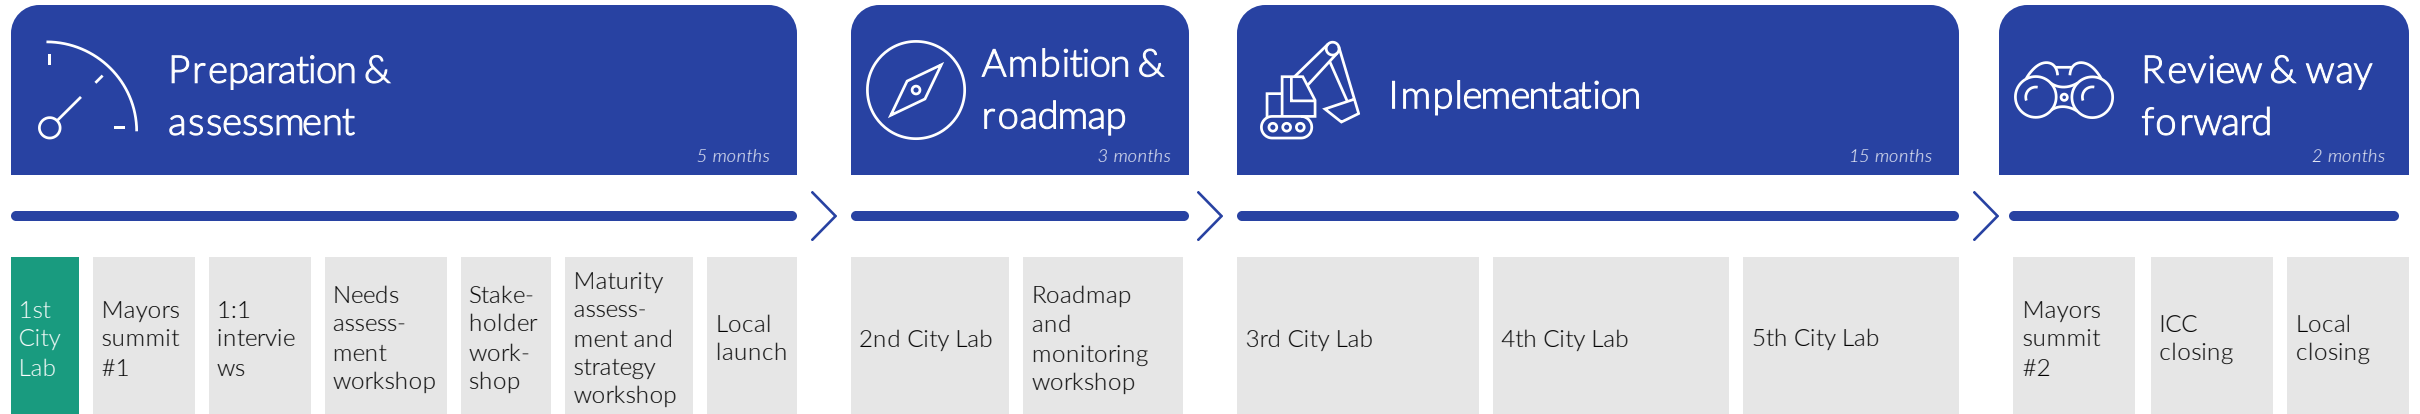 Preparation &
assessment
5 months
Ambition &
roadmap
3 months
Implementation
15 months
Review & way
forward
2 months
1st
City
Lab
Mayors
summit
#1
1:1
intervie
ws
Needs
assess-
ment
workshop
Stake-
holder
work-
shop
Maturity
assess-
ment and
strategy
workshop
Local
launch
2nd City Lab
Roadmap
and
monitoring
workshop
3rd City Lab
4th City Lab
5th City Lab
Mayors
summit
#2
ICC
closing
Local
closing